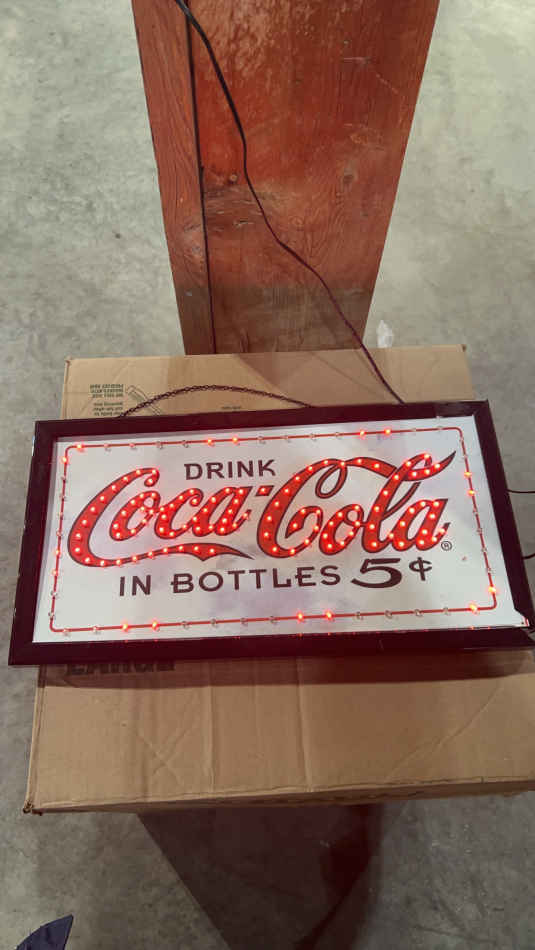 DRINK
Coca-Cola®
IN BOTTLES 5¢